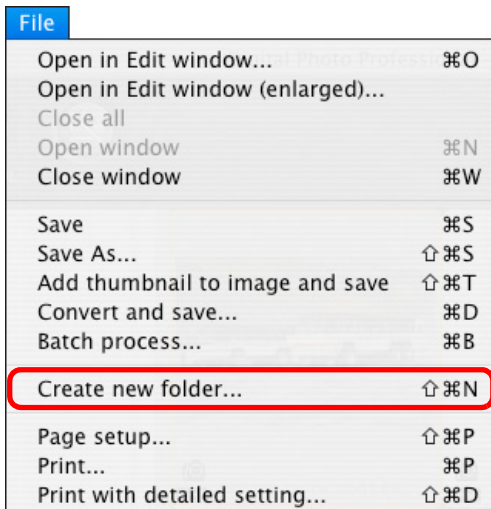 File
Open in Edit window... ⌘O
Open in Edit window (enlarged)...
Close all
Open window ⌘N
Close window ⌘W
Save ⌘S
Save As... ⇧⌘S
Add thumbnail to image and save ⇧⌘T
Convert and save... ⌘D
Batch process... ⌘B
Create new folder... ⇧⌘N
Page setup... ⇧⌘P
Print... ⌘P
Print with detailed setting... ⇧⌘D